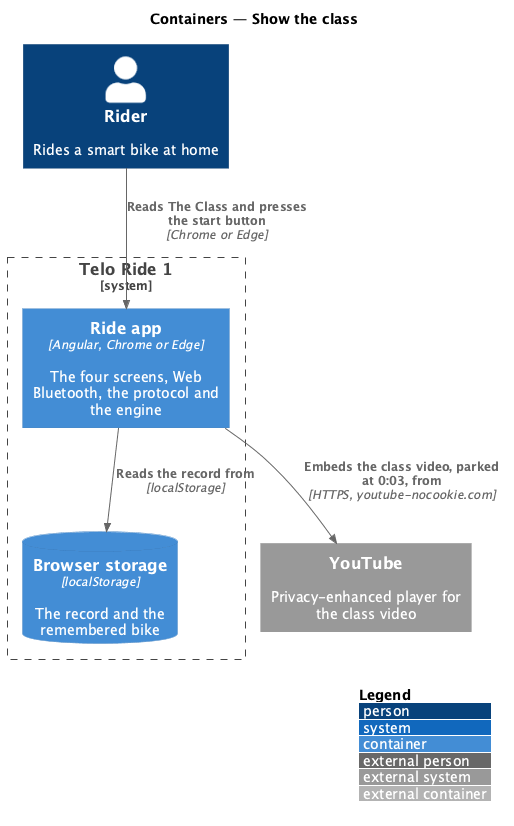 Containers — Show the class
Rider
Rides a smart bike at home
Reads The Class and presses
the start button
[Chrome or Edge]
Telo Ride 1
[system]
Ride app
[Angular, Chrome or Edge]
The four screens, Web
Bluetooth, the protocol and
the engine
Reads the record from
[localStorage]
Embeds the class video, parked
at 0:03, from
[HTTPS, youtube-nocookie.com]
Browser storage
[localStorage]
The record and the
remembered bike
YouTube
Privacy-enhanced player for
the class video
Legend
person
system
container
external person
external system
external container